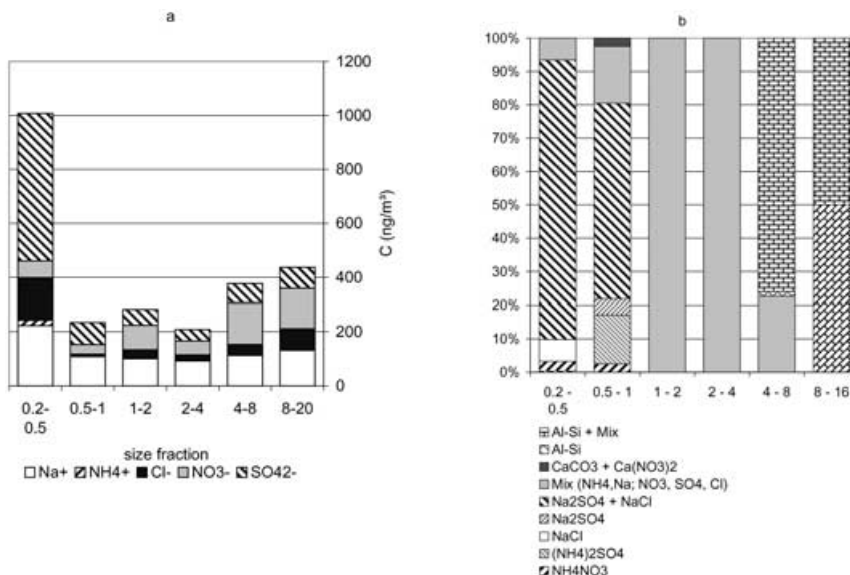 a
1200
1000
800
600
400
200
0
C (ng/m³)
0.2-
0.5
0.5-1
1-2
2-4
4-8
8-20
size fraction
Na+ NH4+ Cl- NO3- SO42-
b
100%
90%
80%
70%
60%
50%
40%
30%
20%
10%
0%
0.2 -
0.5
0.5 - 1
1 - 2
2 - 4
4 - 8
8 - 16
Al-Si + Mix
Al-Si
CaCO3 + Ca(NO3)2
Mix (NH4,Na; NO3, SO4, Cl)
Na2SO4 + NaCl
Na2SO4
NaCl
(NH4)2SO4
NH4NO3